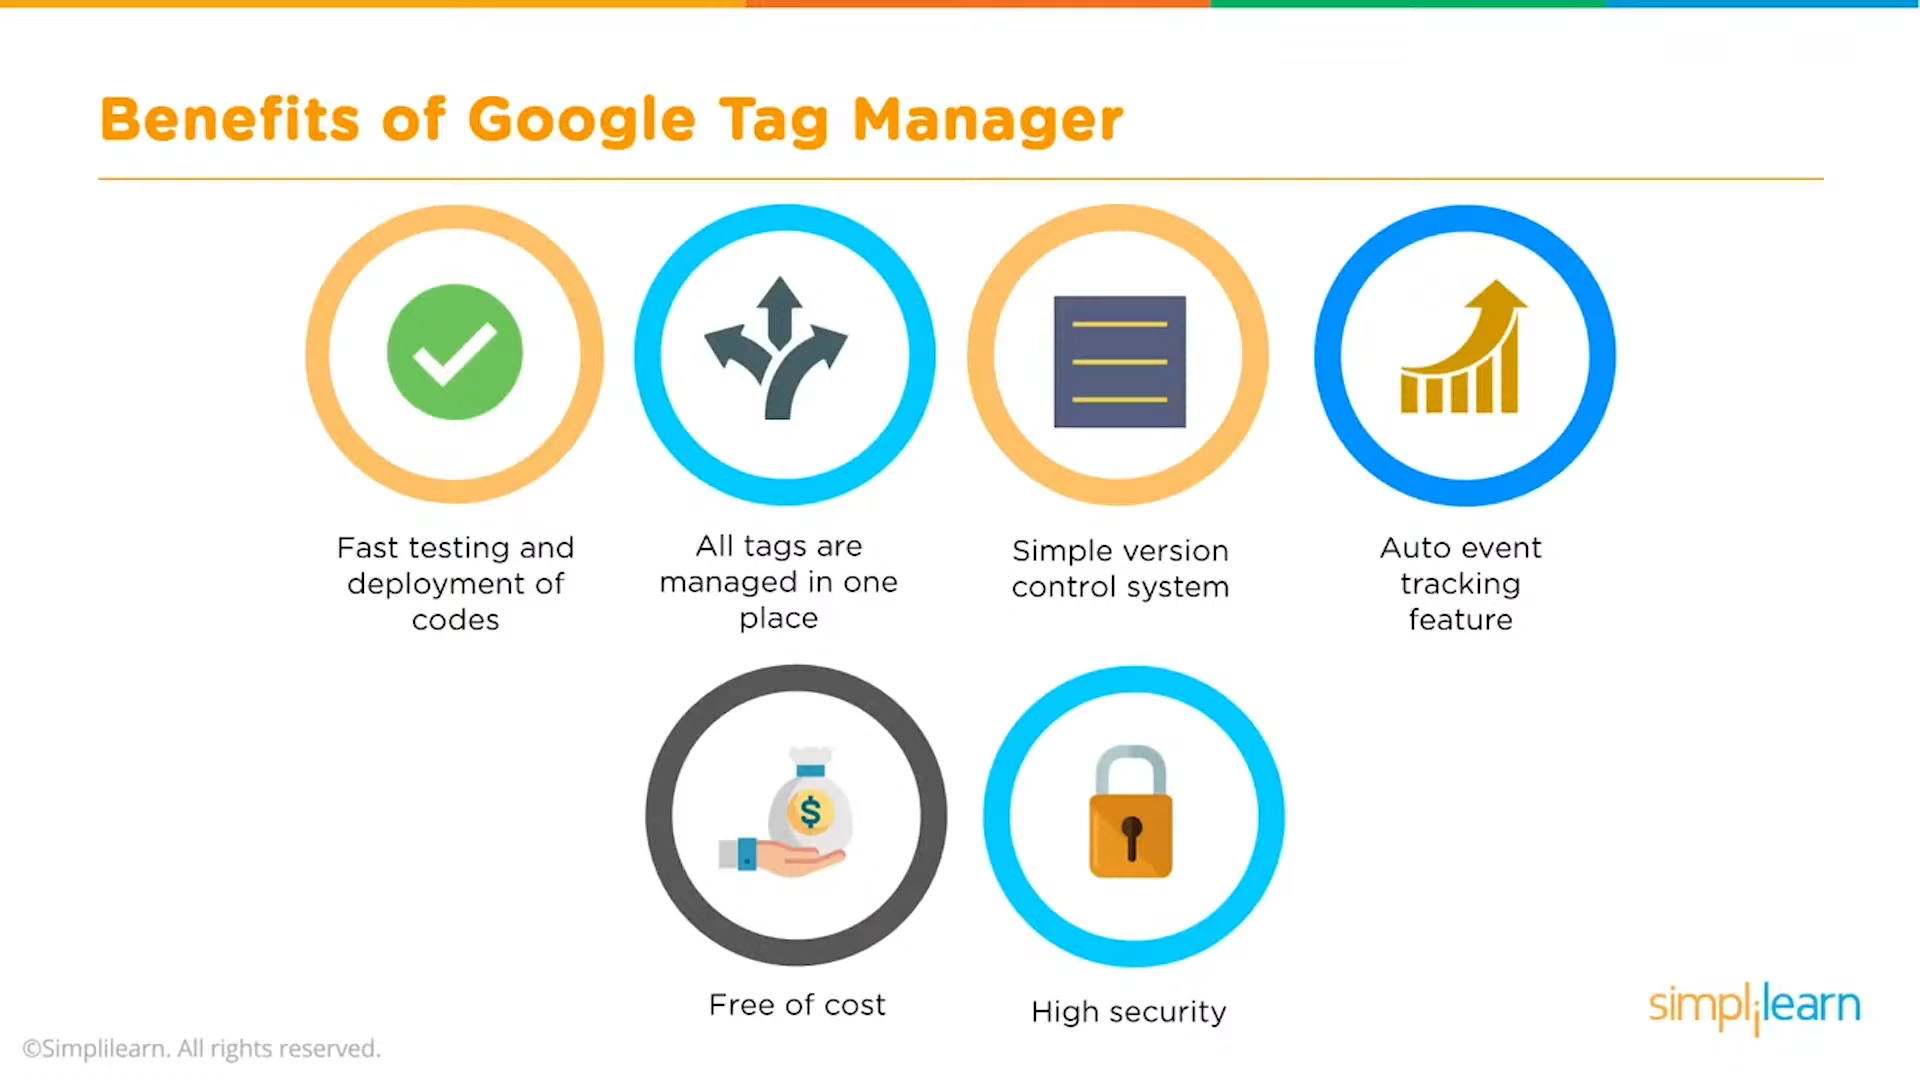 Benefits of Google Tag Manager
Fast testing and
deployment of
codes
All tags are
managed in one
place
Simple version
control system
Auto event
tracking
feature
$
Free of cost
High security
simplilearn
©Simplilearn. All rights reserved.